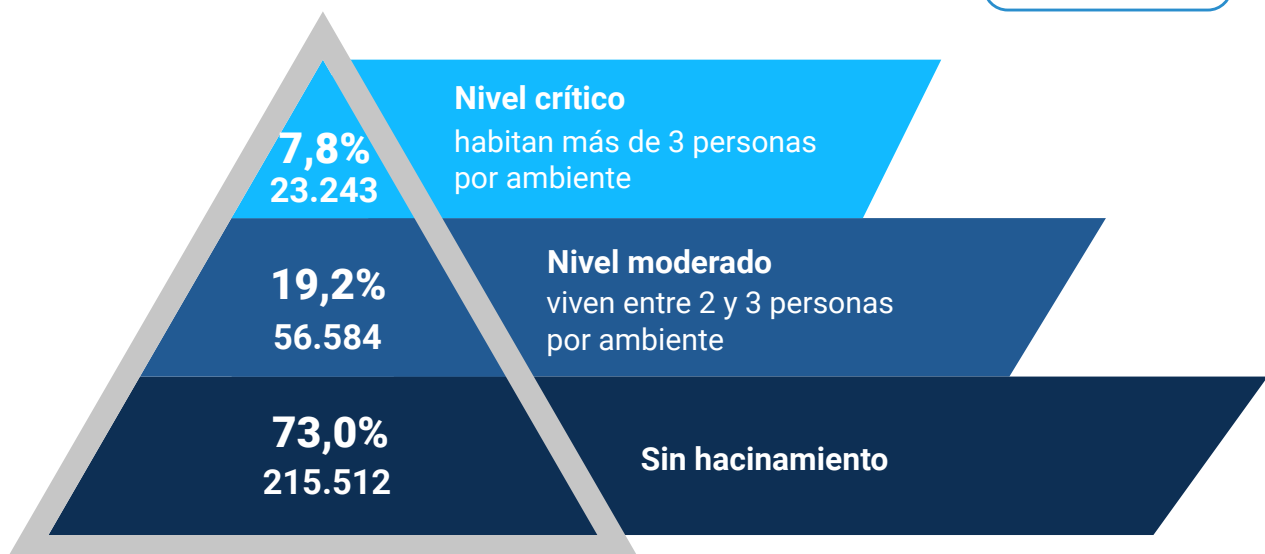 7,8%
23.243
Nivel crítico
habitan más de 3 personas
por ambiente
19,2%
56.584
Nivel moderado
viven entre 2 y 3 personas
por ambiente
73,0%
215.512
Sin hacinamiento